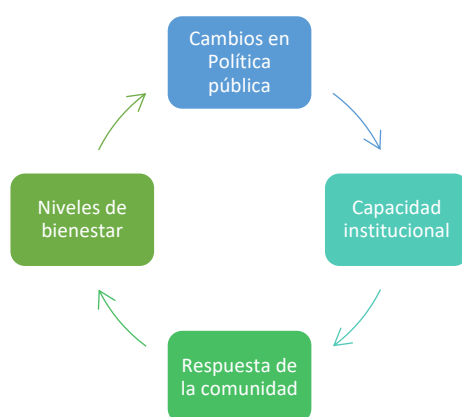 Cambios en
Política
pública
Capacidad
institucional
Respuesta de
la comunidad
Niveles de
bienestar